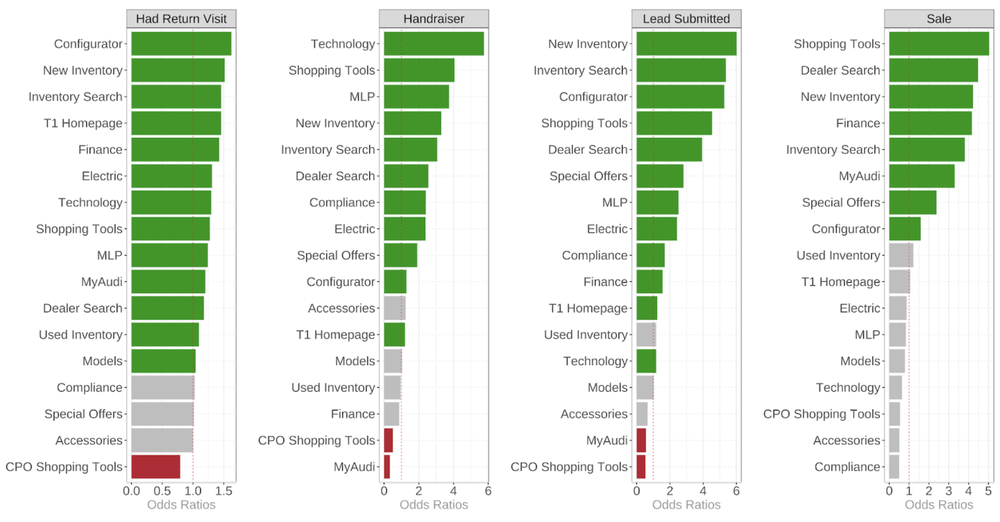 Had Return Visit
Configurator
New Inventory
Inventory Search
T1 Homepage
Finance
Electric
Technology
Shopping Tools
MLP
MyAudi
Dealer Search
Used Inventory
Models
Compliance
Special Offers
Accessories
CPO Shopping Tools
0.0 0.5 1.0 1.5
Odds Ratios
Handraiser
Technology
Shopping Tools
MLP
New Inventory
Inventory Search
Dealer Search
Compliance
Electric
Special Offers
Configurator
Accessories
T1 Homepage
Models
Used Inventory
Finance
CPO Shopping Tools
MyAudi
0 2 4 6
Odds Ratios
Lead Submitted
New Inventory
Inventory Search
Configurator
Shopping Tools
Dealer Search
Special Offers
MLP
Electric
Compliance
Finance
T1 Homepage
Used Inventory
Technology
Models
Accessories
MyAudi
CPO Shopping Tools
0 2 4 6
Odds Ratios
Sale
Shopping Tools
Dealer Search
New Inventory
Finance
Inventory Search
MyAudi
Special Offers
Configurator
Used Inventory
T1 Homepage
Electric
MLP
Models
Technology
CPO Shopping Tools
Accessories
Compliance
0 1 2 3 4 5
Odds Ratios